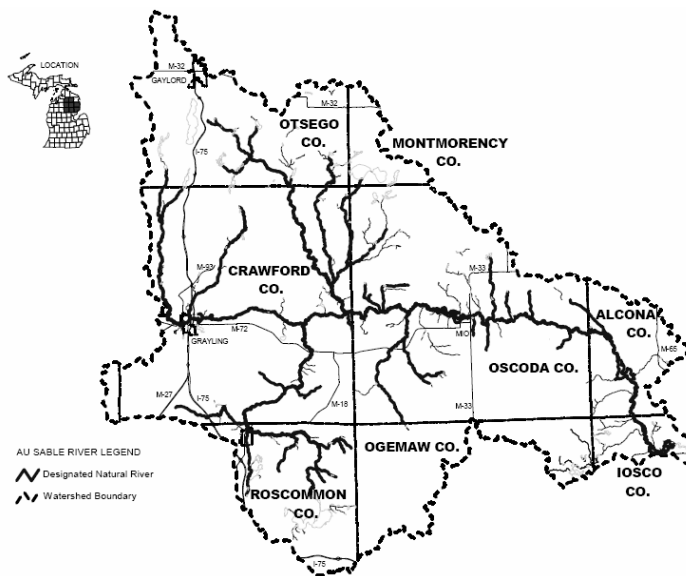 LOCATION
M-32
GAYLORD
M-32
OTSEGO
CO.
MONTMORENCY
CO.
I-75
M-93
CRAWFORD
CO.
M-33
ALCONA
CO.
M-72
MIO
GRAYLING
M-65
OSCODA CO.
M-27
I-75
M-18
M-33
OGEMAW CO.
AU SABLE RIVER LEGEND
Designated Natural River
Watershed Boundary
ROSCOMMON
CO.
IOSCO
CO.
I-75